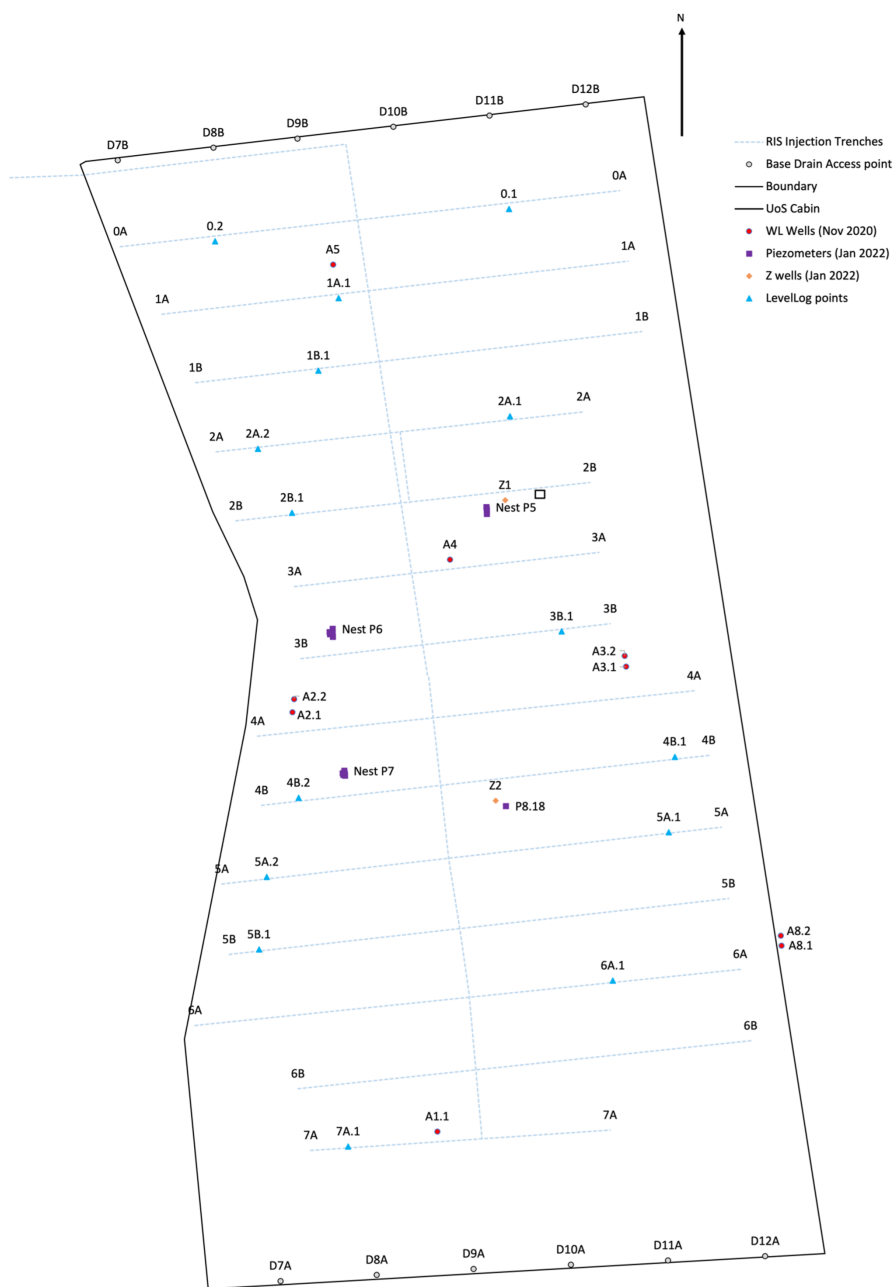 N
D12B
D11B
D10B
D9B
D8B
D7B
RIS Injection Trenches
Base Drain Access point
Boundary
UoS Cabin
WL Wells (Nov 2020)
Piezometers (Jan 2022)
Z wells (Jan 2022)
LevelLog points
0A
0.1
0.2
0A
A5
1A
1A.1
1A
1B
1B.1
1B
2A.1
2A
2A
2A.2
2B
Z1
2B.1
Nest P5
2B
A4
3A
3A
3B.1
3B
Nest P6
3B
A3.2
A3.1
4A
A2.2
A2.1
4A
4B.1
4B
Nest P7
4B.2
4B
Z2
P8.18
5A.1
5A
5A.2
5A
5B
5B.1
5B
A8.2
A8.1
6A.1
6A
6A
6B
6B
7A
A1.1
7A.1
7A
D12A
D11A
D10A
D9A
D8A
D7A